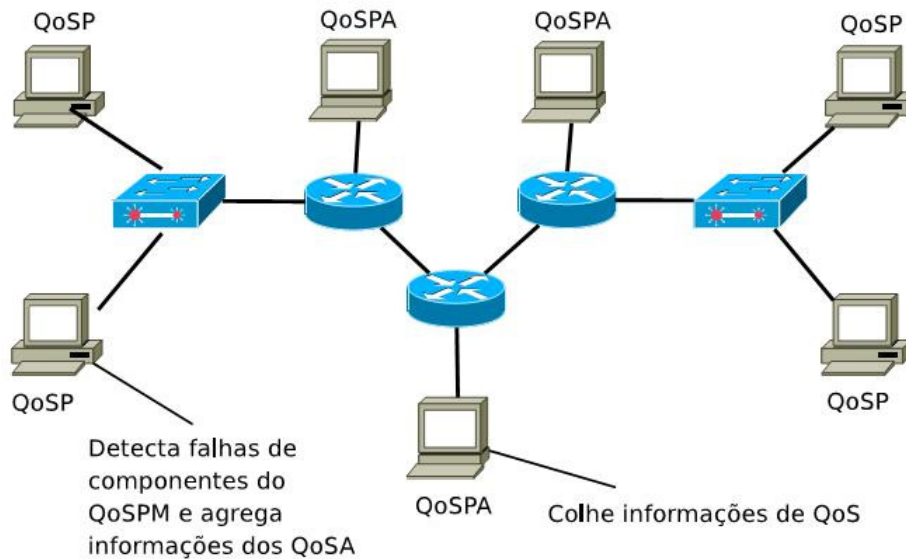 QoSP
QoSPA
QoSPA
QoSP
QoSP
Detecta falhas de
componentes do
QoSPM e agrega
informações dos QoSA
QoSPA
Colhe informações de QoS
QoSP